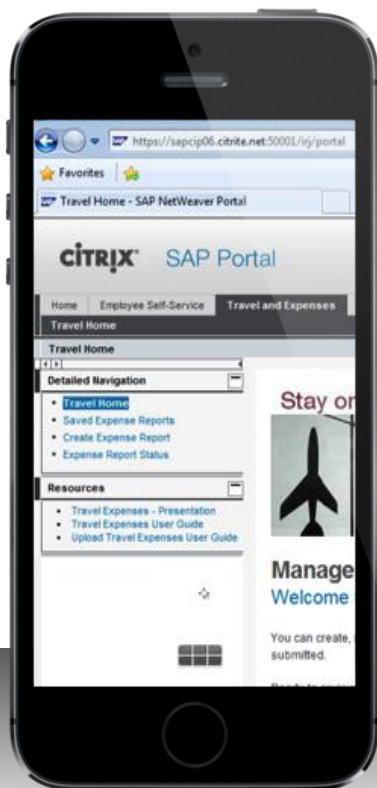 https://sapcip06.citrite.net:50001/irj/portal
Favorites
Travel Home - SAP NetWeaver Portal
CITRIX SAP Portal
Home Employee Self-Service Travel and Expenses
Travel Home
Travel Home
Detailed Navigation
Travel Home
Saved Expense Reports
Create Expense Report
Expense Report Status
Resources
Travel Expenses - Presentation
Travel Expenses User Guide
Upload Travel Expenses User Guide
Stay on
Manage
Welcome
You can create,
submitted.